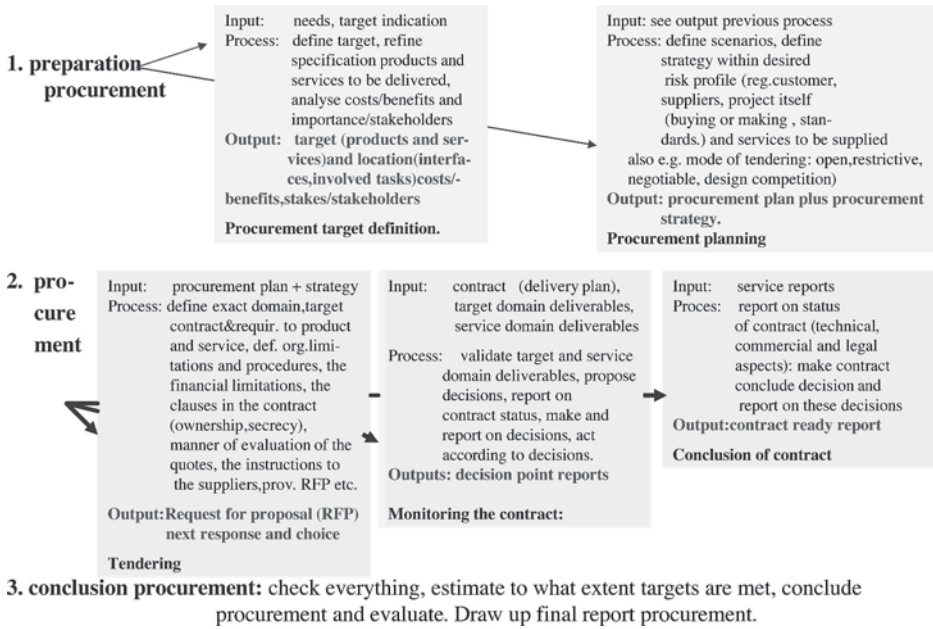 1. preparation
procurement
Input: needs, target indication
Process: define target, refine
specification products and
services to be delivered,
analyse costs/benefits and
importance/stakeholders
Output: target (products and ser-
vices)and location(interfa-
ces,involved tasks)costs/-
benefits,stakes/stakeholders
Procurement target definition.
Input: see output previous process
Process: define scenarios, define
strategy within desired
risk profile (reg.customer,
suppliers, project itself
(buying or making , stan-
dards.) and services to be supplied
also e.g. mode of tendering: open,restrictive,
negotiable, design competition)
Output: procurement plan plus procurement
strategy.
Procurement planning
2. pro-
cure
ment
Input: procurement plan + strategy
Process: define exact domain,target
contract&requir. to product
and service, def. org.limi-
tations and procedures, the
financial limitations, the
clauses in the contract
(ownership,secrecy),
manner of evaluation of the
quotes, the instructions to
the suppliers,prov. RFP etc.
Output:Request for proposal (RFP)
next response and choice
Tendering
Input: contract (delivery plan),
target domain deliverables,
service domain deliverables
Process: validate target and service
domain deliverables, propose
decisions, report on
contract status, make and
report on decisions, act
according to decisions.
Outputs: decision point reports
Monitoring the contract:
Input: service reports
Proces: report on status
of contract (technical,
commercial and legal
aspects): make contract
conclude decision and
report on these decisions
Output:contract ready report
Conclusion of contract
3. conclusion procurement: check everything, estimate to what extent targets are met, conclude
procurement and evaluate. Draw up final report procurement.